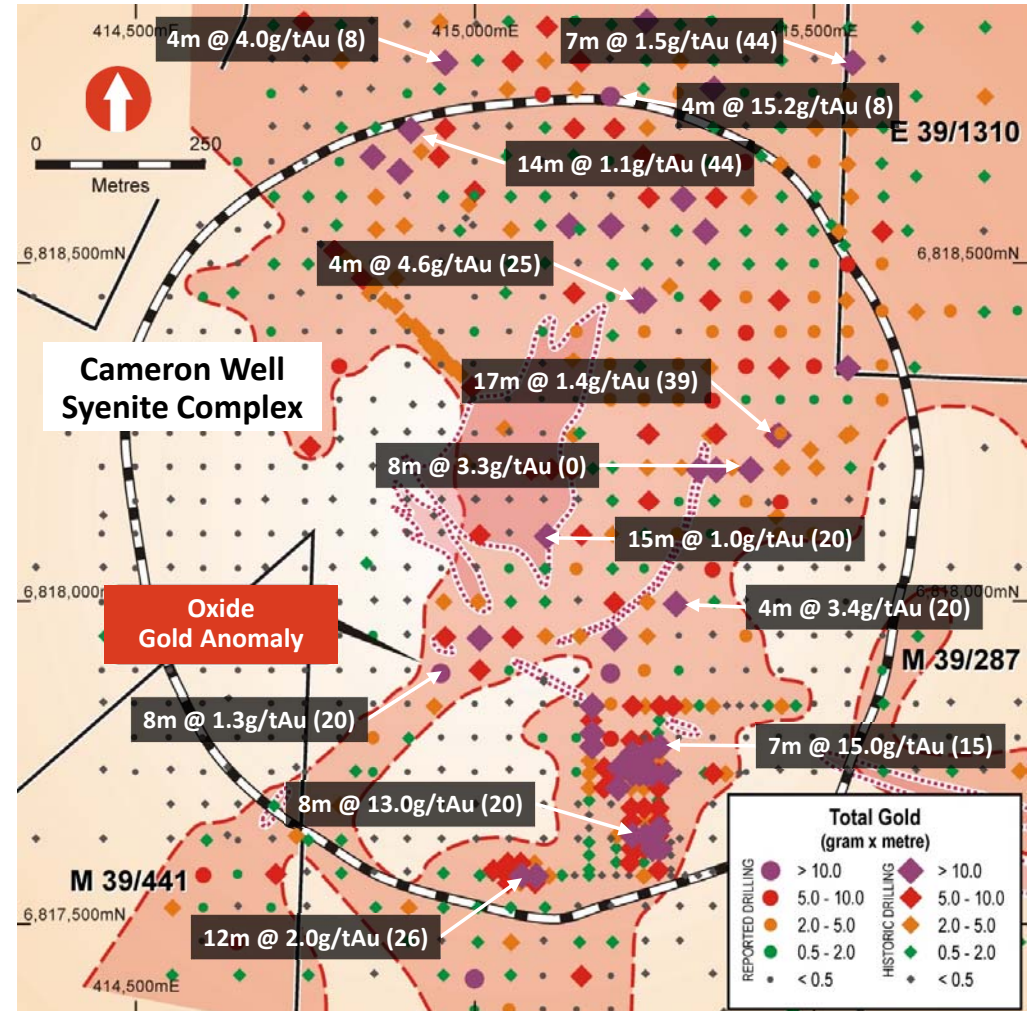 414,500mE
415,000mE
415,500mE
4m @ 4.0g/tAu (8)
7m @ 1.5g/tAu (44)
4m @ 15.2g/tAu (8)
E 39/1310
0
250
Metres
14m @ 1.1g/tAu (44)
6,818,500mN
6,818,500mN
4m @ 4.6g/tAu (25)
Cameron Well
Syenite Complex
17m @ 1.4g/tAu (39)
8m @ 3.3g/tAu (0)
15m @ 1.0g/tAu (20)
6,818,000mN
6,818,000mN
Oxide
Gold Anomaly
4m @ 3.4g/tAu (20)
M 39/287
8m @ 1.3g/tAu (20)
7m @ 15.0g/tAu (15)
8m @ 13.0g/tAu (20)
M 39/441
6,817,500mN
12m @ 2.0g/tAu (26)
414,500mE
Total Gold
(gram x metre)
REPORTED DRILLING
> 10.0
5.0 - 10.0
2.0 - 5.0
0.5 - 2.0
< 0.5
HISTORIC DRILLING
> 10.0
5.0 - 10.0
2.0 - 5.0
0.5 - 2.0
< 0.5